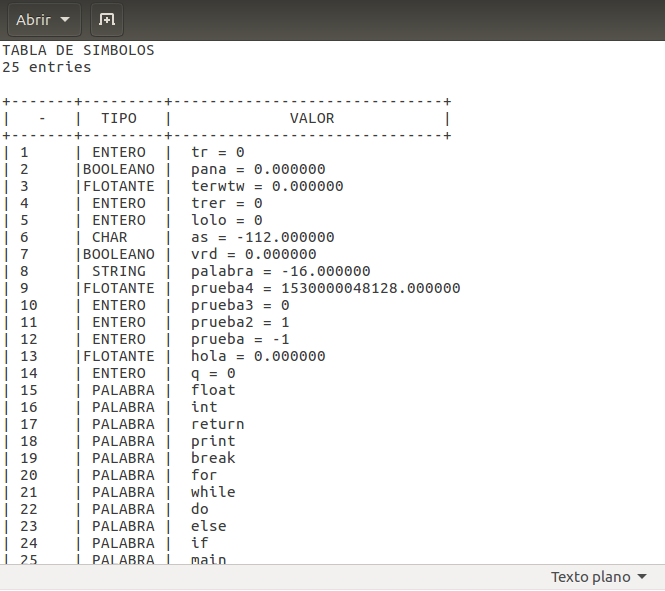 Abrir
TABLA DE SIMBOLOS
25 entries
+-------+---------+------------------------------+
|   -   |  TIPO   |             VALOR            |
+-------+---------+------------------------------+
| 1     | ENTERO  |  tr = 0
| 2     |BOOLEANO |  pana = 0.000000
| 3     |FLOTANTE |  terwtw = 0.000000
| 4     | ENTERO  |  trer = 0
| 5     | ENTERO  |  lolo = 0
| 6     | CHAR    |  as = -112.000000
| 7     |BOOLEANO |  vrd = 0.000000
| 8     | STRING  |  palabra = -16.000000
| 9     |FLOTANTE |  prueba4 = 1530000048128.000000
| 10    | ENTERO  |  prueba3 = 0
| 11    | ENTERO  |  prueba2 = 1
| 12    | ENTERO  |  prueba = -1
| 13    |FLOTANTE |  hola = 0.000000
| 14    | ENTERO  |  q = 0
| 15    | PALABRA |  float
| 16    | PALABRA |  int
| 17    | PALABRA |  return
| 18    | PALABRA |  print
| 19    | PALABRA |  break
| 20    | PALABRA |  for
| 21    | PALABRA |  while
| 22    | PALABRA |  do
| 23    | PALABRA |  else
| 24    | PALABRA |  if
| 25    | PALABRA |  main
Texto plano